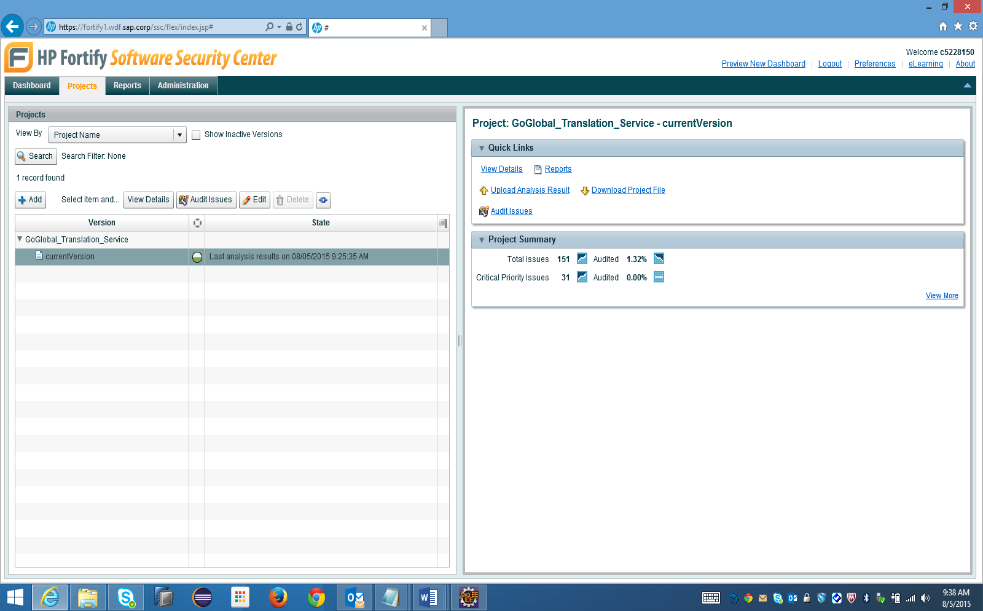 https://fortify1.wdf.sap.corp/ssc/flex/index.jsp#
#
HP Fortify Software Security Center
Welcome c5228150
Preview New Dashboard | Logout | Preferences | eLearning | About
Dashboard Projects Reports Administration
Projects
View By Project Name Show Inactive Versions
Search Search Filter: None
1 record found
Add Select item and... View Details Audit Issues Edit Delete
Version State
GoGlobal_Translation_Service
currentVersion Last analysis results on 08/05/2015 9:25:35 AM
Project: GoGlobal_Translation_Service - currentVersion
Quick Links
View Details Reports
Upload Analysis Result Download Project File
Audit Issues
Project Summary
Total Issues 151 Audited 1.32%
Critical Priority Issues 31 Audited 0.00%
View More
9:38 AM
8/5/2015